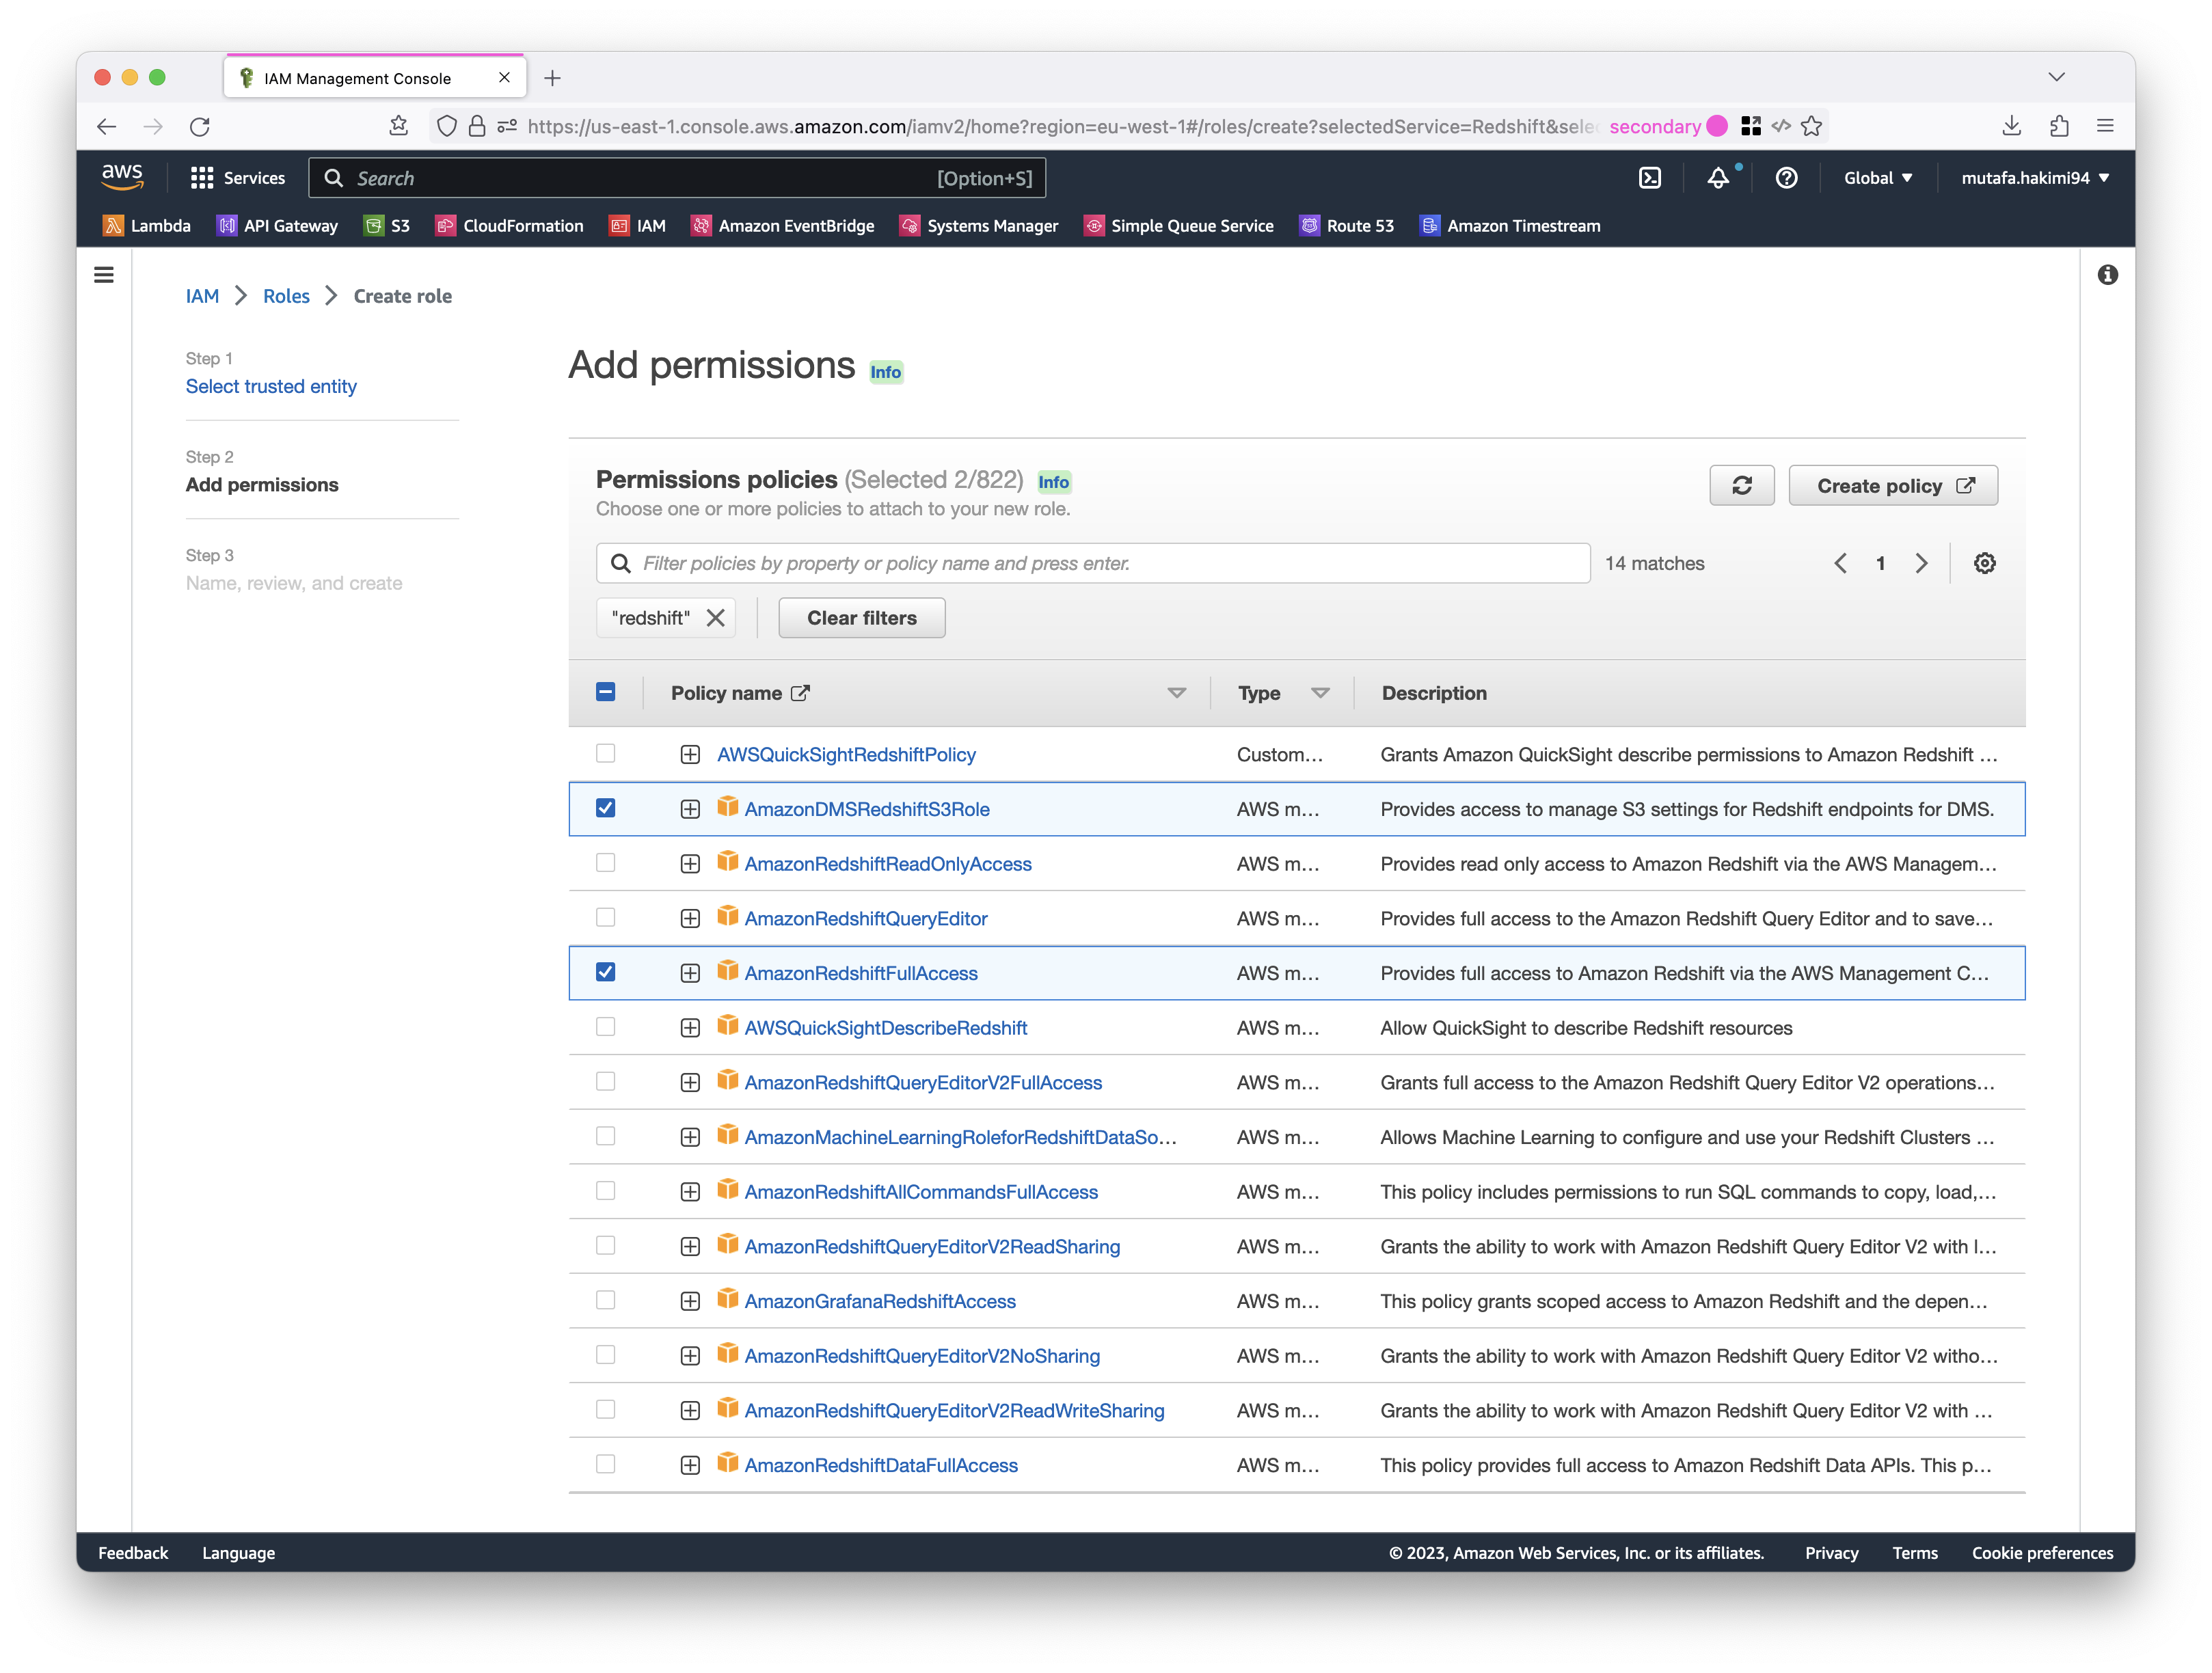 IAM Management Console
https://us-east-1.console.aws.amazon.com/iamv2/home?region=eu-west-1#/roles/create?selectedService=Redshift&sele secondary
aws Services Search [Option+S] Global mutafa.hakimi94
Lambda API Gateway S3 CloudFormation IAM Amazon EventBridge Systems Manager Simple Queue Service Route 53 Amazon Timestream
IAM Roles Create role
Step 1
Select trusted entity
Step 2
Add permissions
Step 3
Name, review, and create
Add permissions Info
Permissions policies (Selected 2/822) Info
Choose one or more policies to attach to your new role.
Create policy
Filter policies by property or policy name and press enter. 14 matches 1
"redshift" Clear filters
Policy name Type Description
AWSQuickSightRedshiftPolicy Custom… Grants Amazon QuickSight describe permissions to Amazon Redshift …
AmazonDMSRedshiftS3Role AWS m… Provides access to manage S3 settings for Redshift endpoints for DMS.
AmazonRedshiftReadOnlyAccess AWS m… Provides read only access to Amazon Redshift via the AWS Managem…
AmazonRedshiftQueryEditor AWS m… Provides full access to the Amazon Redshift Query Editor and to save…
AmazonRedshiftFullAccess AWS m… Provides full access to Amazon Redshift via the AWS Management C…
AWSQuickSightDescribeRedshift AWS m… Allow QuickSight to describe Redshift resources
AmazonRedshiftQueryEditorV2FullAccess AWS m… Grants full access to the Amazon Redshift Query Editor V2 operations…
AmazonMachineLearningRoleforRedshiftDataSo… AWS m… Allows Machine Learning to configure and use your Redshift Clusters …
AmazonRedshiftAllCommandsFullAccess AWS m… This policy includes permissions to run SQL commands to copy, load,…
AmazonRedshiftQueryEditorV2ReadSharing AWS m… Grants the ability to work with Amazon Redshift Query Editor V2 with l…
AmazonGrafanaRedshiftAccess AWS m… This policy grants scoped access to Amazon Redshift and the depen…
AmazonRedshiftQueryEditorV2NoSharing AWS m… Grants the ability to work with Amazon Redshift Query Editor V2 witho…
AmazonRedshiftQueryEditorV2ReadWriteSharing AWS m… Grants the ability to work with Amazon Redshift Query Editor V2 with …
AmazonRedshiftDataFullAccess AWS m… This policy provides full access to Amazon Redshift Data APIs. This p…
Feedback Language © 2023, Amazon Web Services, Inc. or its affiliates. Privacy Terms Cookie preferences